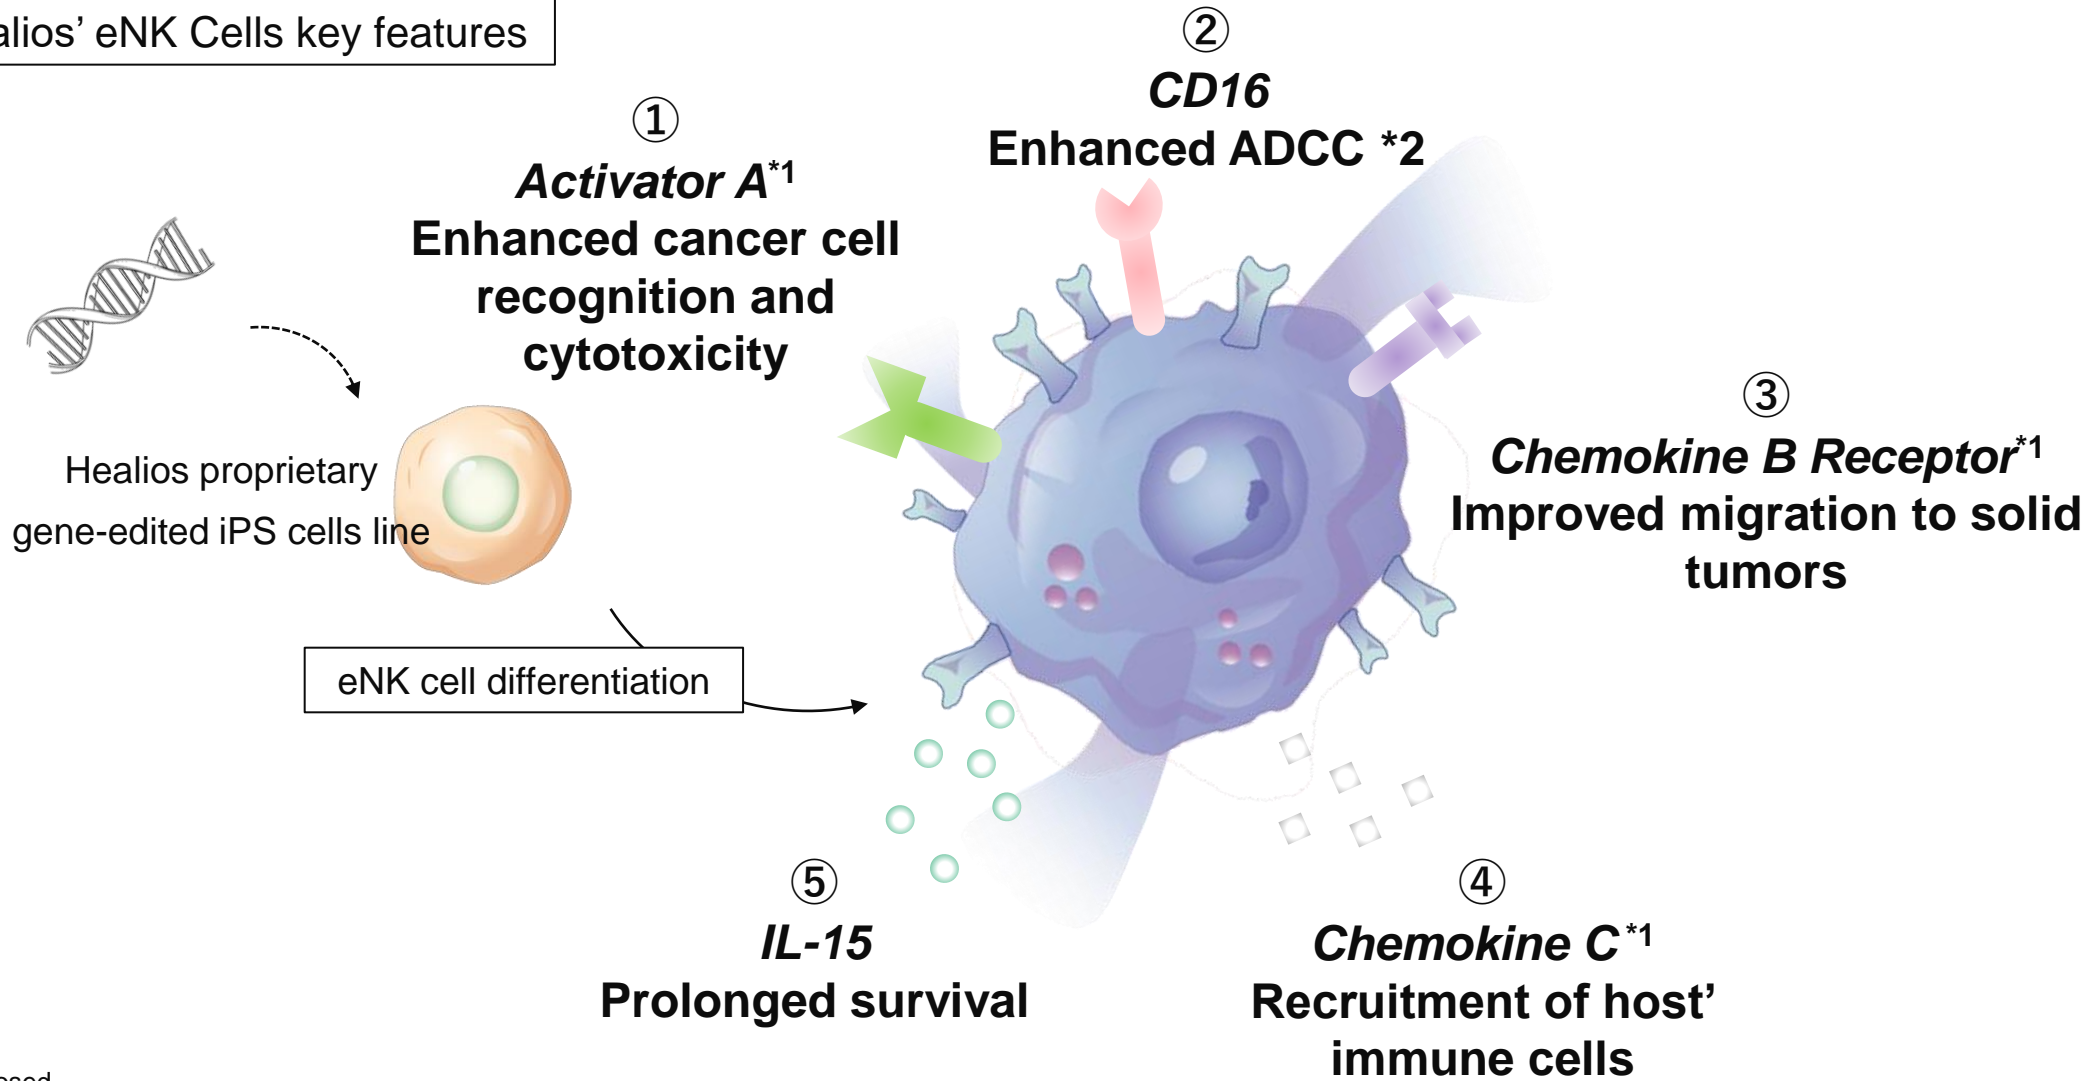 alios’ eNK Cells key features
①
Activator A*1
Enhanced cancer cell
recognition and
cytotoxicity
②
CD16
Enhanced ADCC *2
③
Chemokine B Receptor*1
Improved migration to solid
tumors
Healios proprietary
gene-edited iPS cells line
eNK cell differentiation
⑤
IL-15
Prolonged survival
④
Chemokine C*1
Recruitment of host’
immune cells